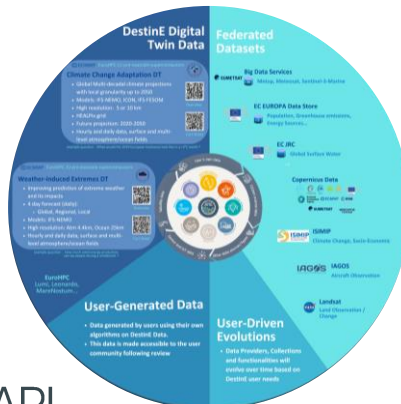 DestinE Digital
Twin Data
Climate Change Adaptation DT
• Global Multi-decadal climate projections
with local granularity up to 2050
• Models: IFS-NEMO, ICON, IFS-FESOM
• High resolution: 5 or 10 km
• HEALPix grid
• Future projection: 2020-2050
• Hourly and daily data, surface and multi-
level atmosphere/ocean fields.
Weather-Induced Extremes DT
• Improving prediction of extreme weather
and its impacts
• 4 day forecast (daily)
• Global, Regional, Local
• Models: IFS-NEMO
• Hourly and daily data, surface and multi-
level atmosphere/ocean fields.
EuroHPC
Lumi, Leonardo,
MareNostrum...
User-Generated Data
• Data generated by users using their own
algorithms on DestinE Data.
• This data is made accessible to the user
community following review
Federated
Datasets
EUMETSAT
Big Data Services
Metop, Meteosat, Sentinel-3-Marine
EC EUROPA Data Store
Population, Greenhouse emissions,
Energy Sources...
EC JRC
Global Surface Water
Copernicus Data
ISIMIP
ISIMIP
Climate Change, Socio-Economic
IAGOS
IAGOS
Aircraft Observation
Landsat
Land Observation /
Change
User-Driven
Evolutions
• Data Providers, Collections
and functionalities will
evolve over time based on
DestinE user needs
API